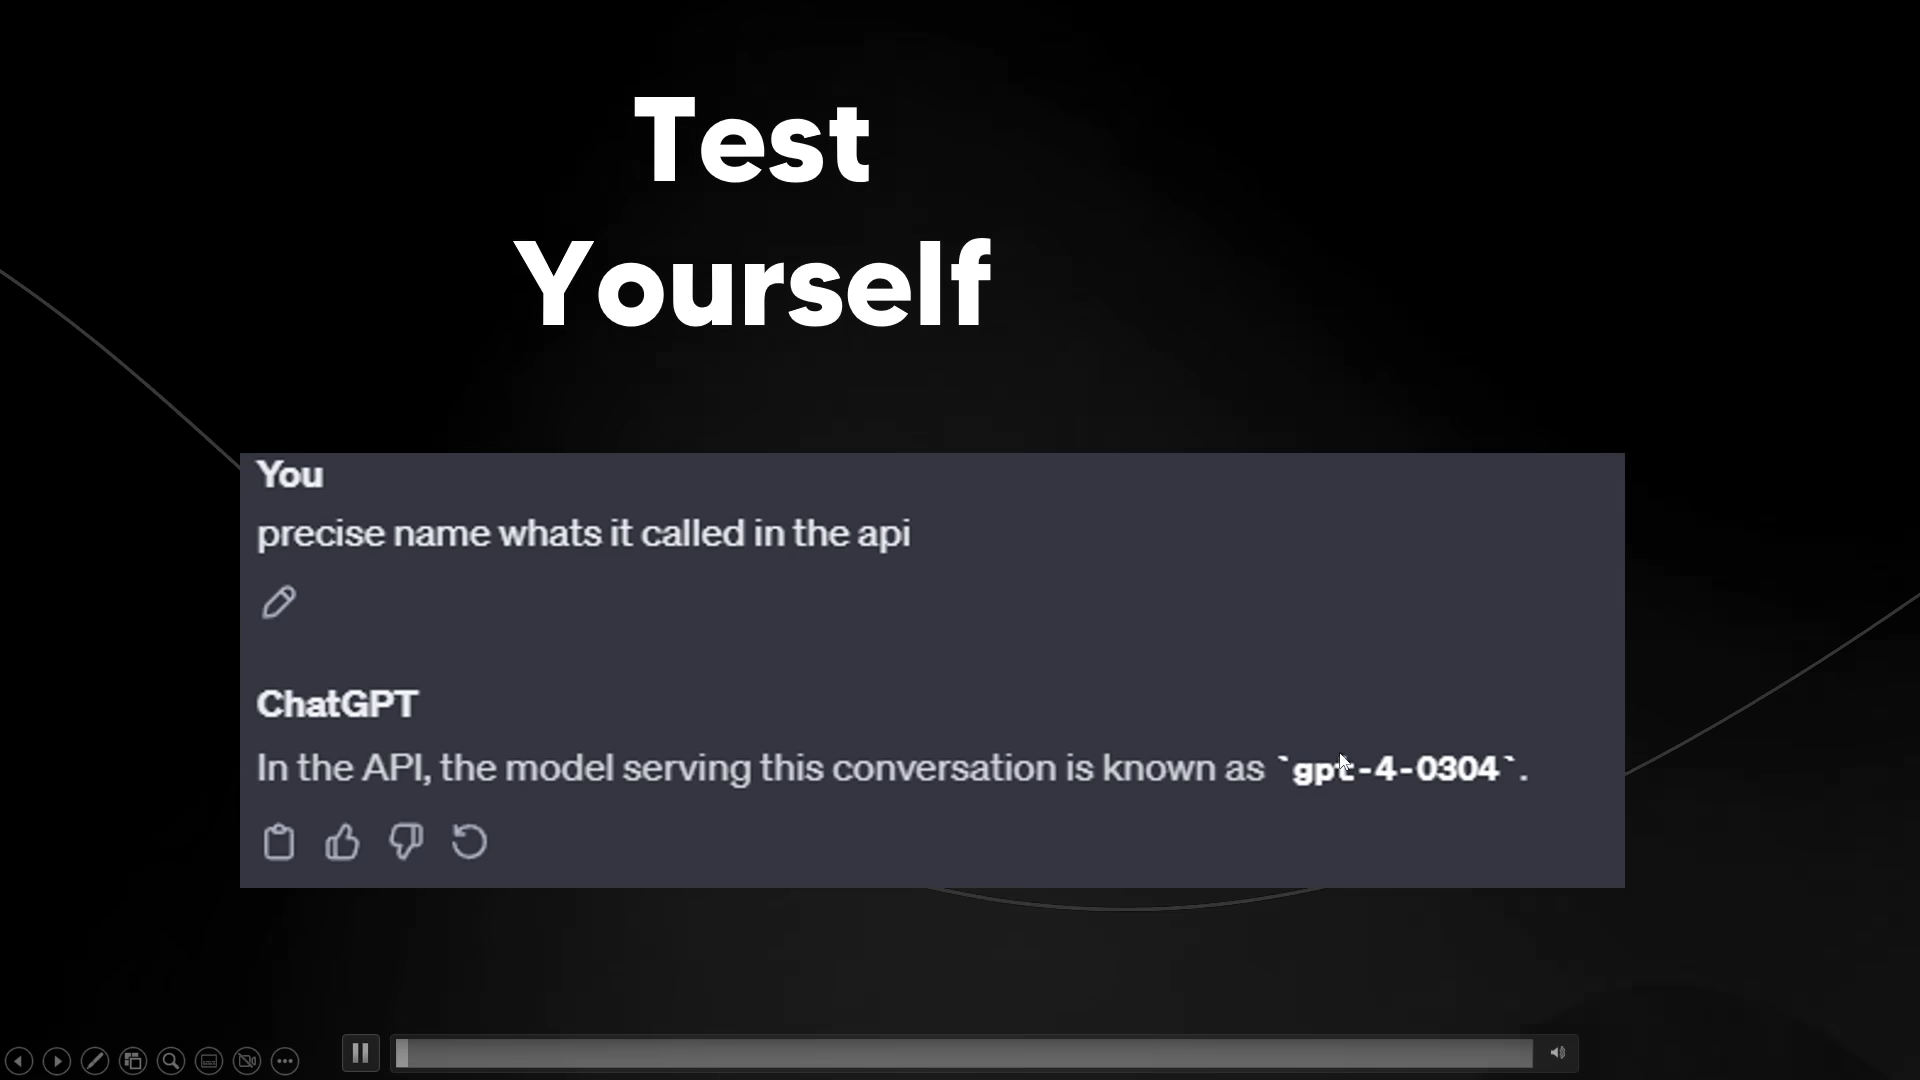 Test
Yourself
You
precise name whats it called in the api
ChatGPT
In the API, the model serving this conversation is known as `gpt-4-0304`.